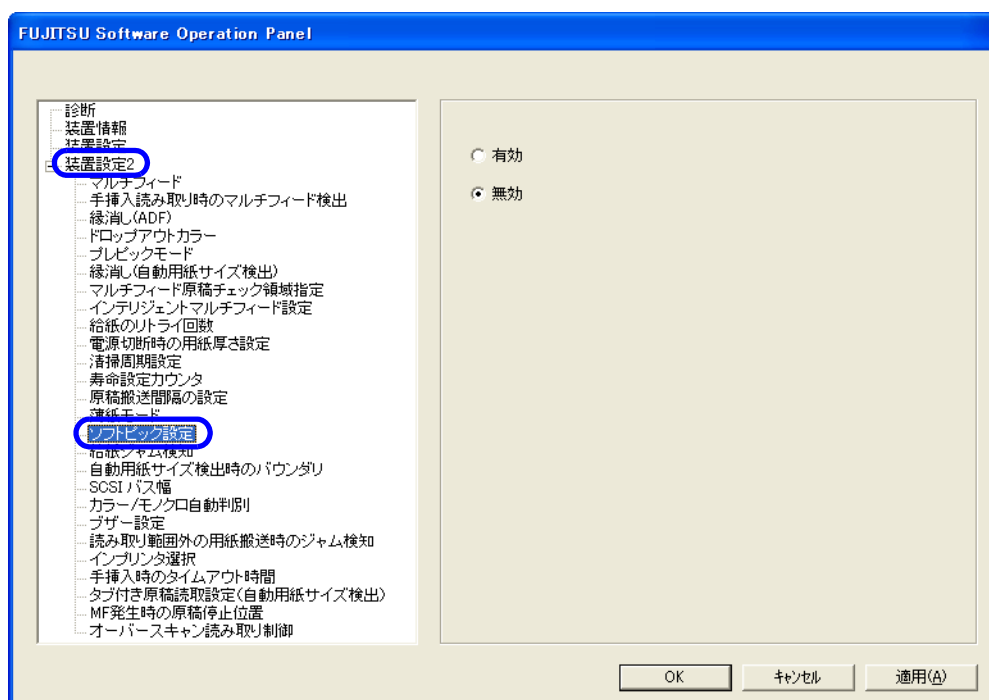 FUJITSU Software Operation Panel
診断
装置情報
装置設定
装置設定2
マルチフィード
手挿入読み取り時のマルチフィード検出
縁消し(ADF)
ドロップアウトカラー
プレピックモード
縁消し(自動用紙サイズ検出)
マルチフィード原稿チェック領域指定
インテリジェントマルチフィード設定
給紙のリトライ回数
電源切断時の用紙厚さ設定
清掃周期設定
寿命設定カウンタ
原稿搬送間隔の設定
薄紙モード
ソフトピック設定
給紙ジャム検知
自動用紙サイズ検出時のバウンダリ
SCSI バス幅
カラー/モノクロ自動判別
ブザー設定
読み取り範囲外の用紙搬送時のジャム検知
インプリンタ選択
手挿入時のタイムアウト時間
タブ付き原稿読取設定(自動用紙サイズ検出)
MF発生時の原稿停止位置
オーバースキャン読み取り制御
有効
無効
OK
キャンセル
適用(A)